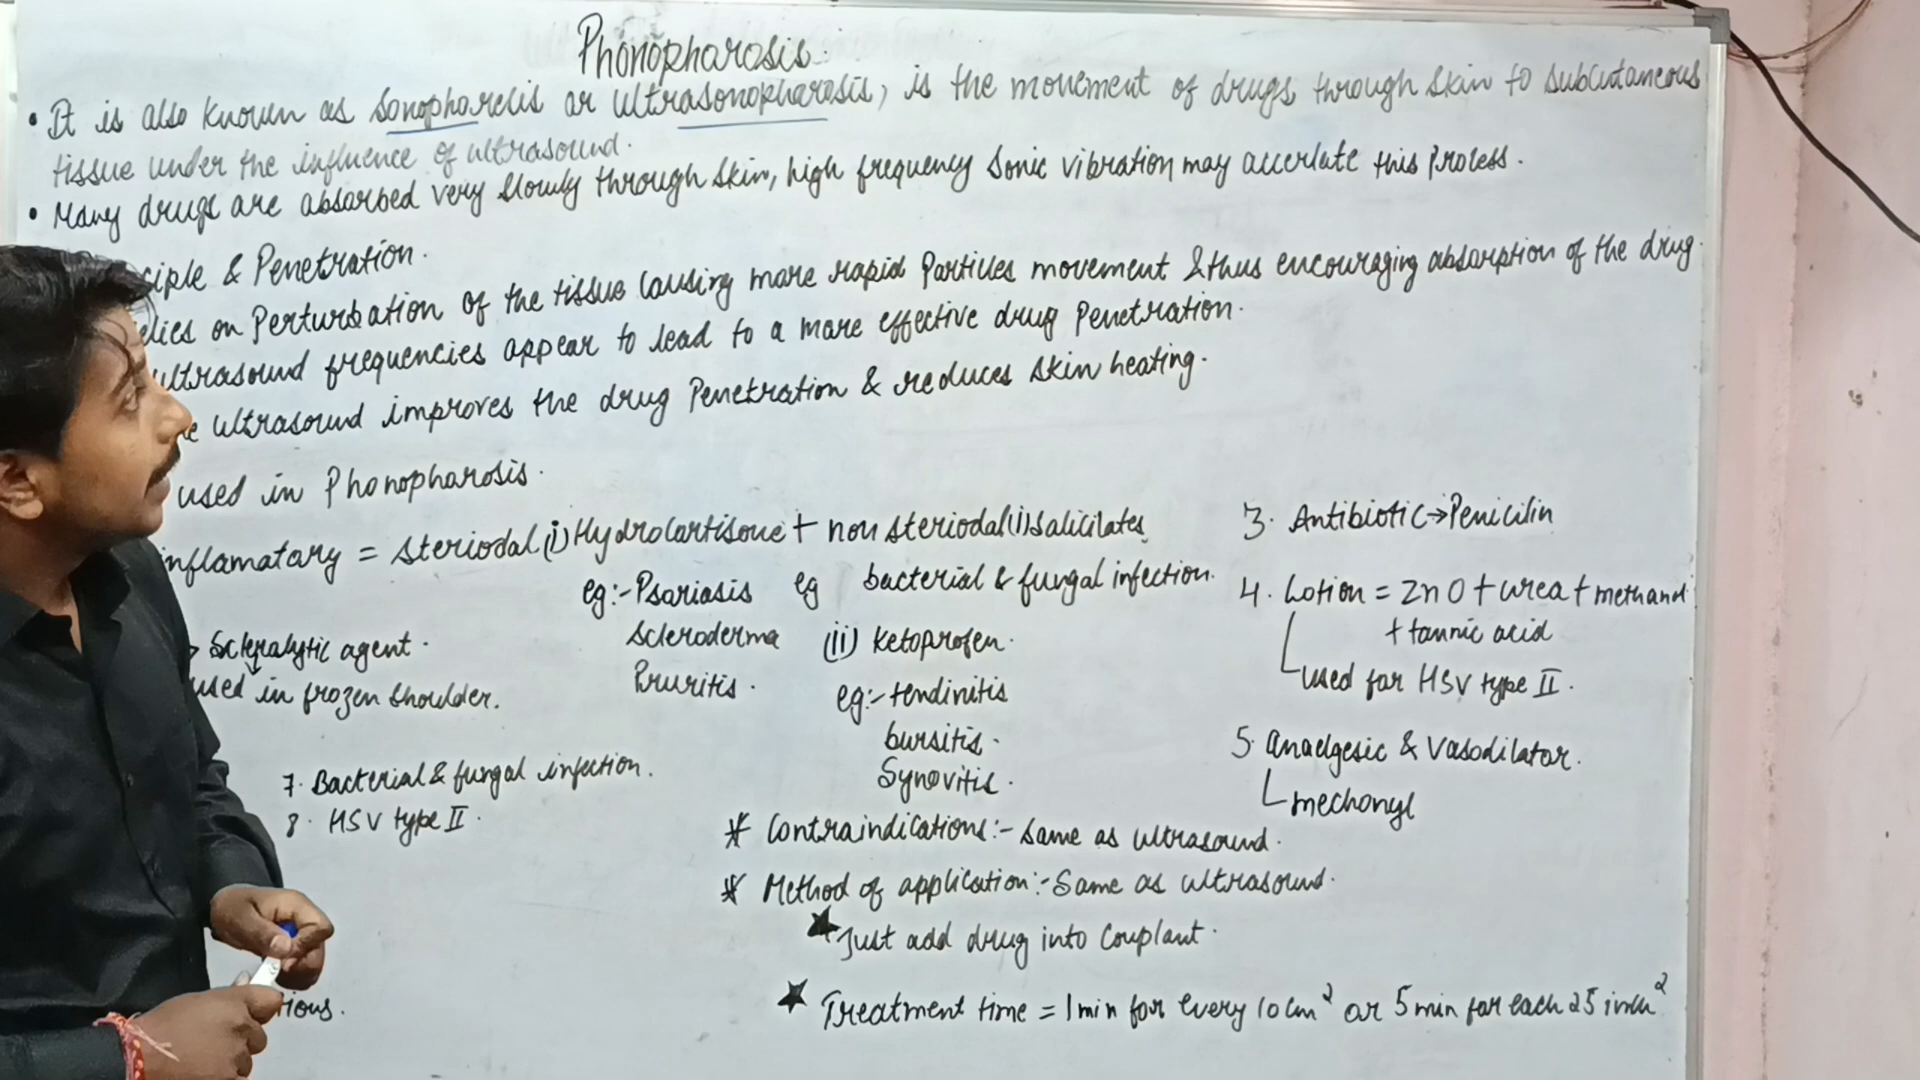 Phonopharosis.
• It is also known as sonophorelis or ultrasonopharosis, is the movement of drugs through skin to subcutaneous
tissue under the influence of ultrasound.
• Many drugs are absorbed very slowly through skin, high frequency sonic vibration may accerlate this process.
ciple & Penetration.
elies on Perturbation of the tissue causing more rapid Particles movement & thus encouraging absorption of the drug.
ultrasound frequencies appear to lead to a more effective drug Penetration.
e ultrasound improves the drug Penetration & reduces skin heating.
used in Phonopharosis.
inflamatary = steriodal (i) Hydrocortisone + non steriodal (i) salicilates
eg:- Psoriasis eg bacterial & fungal infection.
Scleroderma
Pruritis.
(ii) Ketoprofen.
eg:- tendinitis
bursitis.
Synovitis.
agent.
used in frozen shoulder.
3. Antibiotic → Penicilin
4. Lotion = ZnO + urea + methanol
+ tannic acid
used for HSV type II.
5. Anaelgesic & Vasodilator.
mechonyl
7. Bacterial & fungal infection.
8. HSV type II.
* Contraindications:- Same as ultrasound.
* Method of application:- Same as ultrasound.
★ Just add drug into Couplant.
★ Treatment time = 1 min for every 10 cm² or 5 min for each 25 inch²
tious.